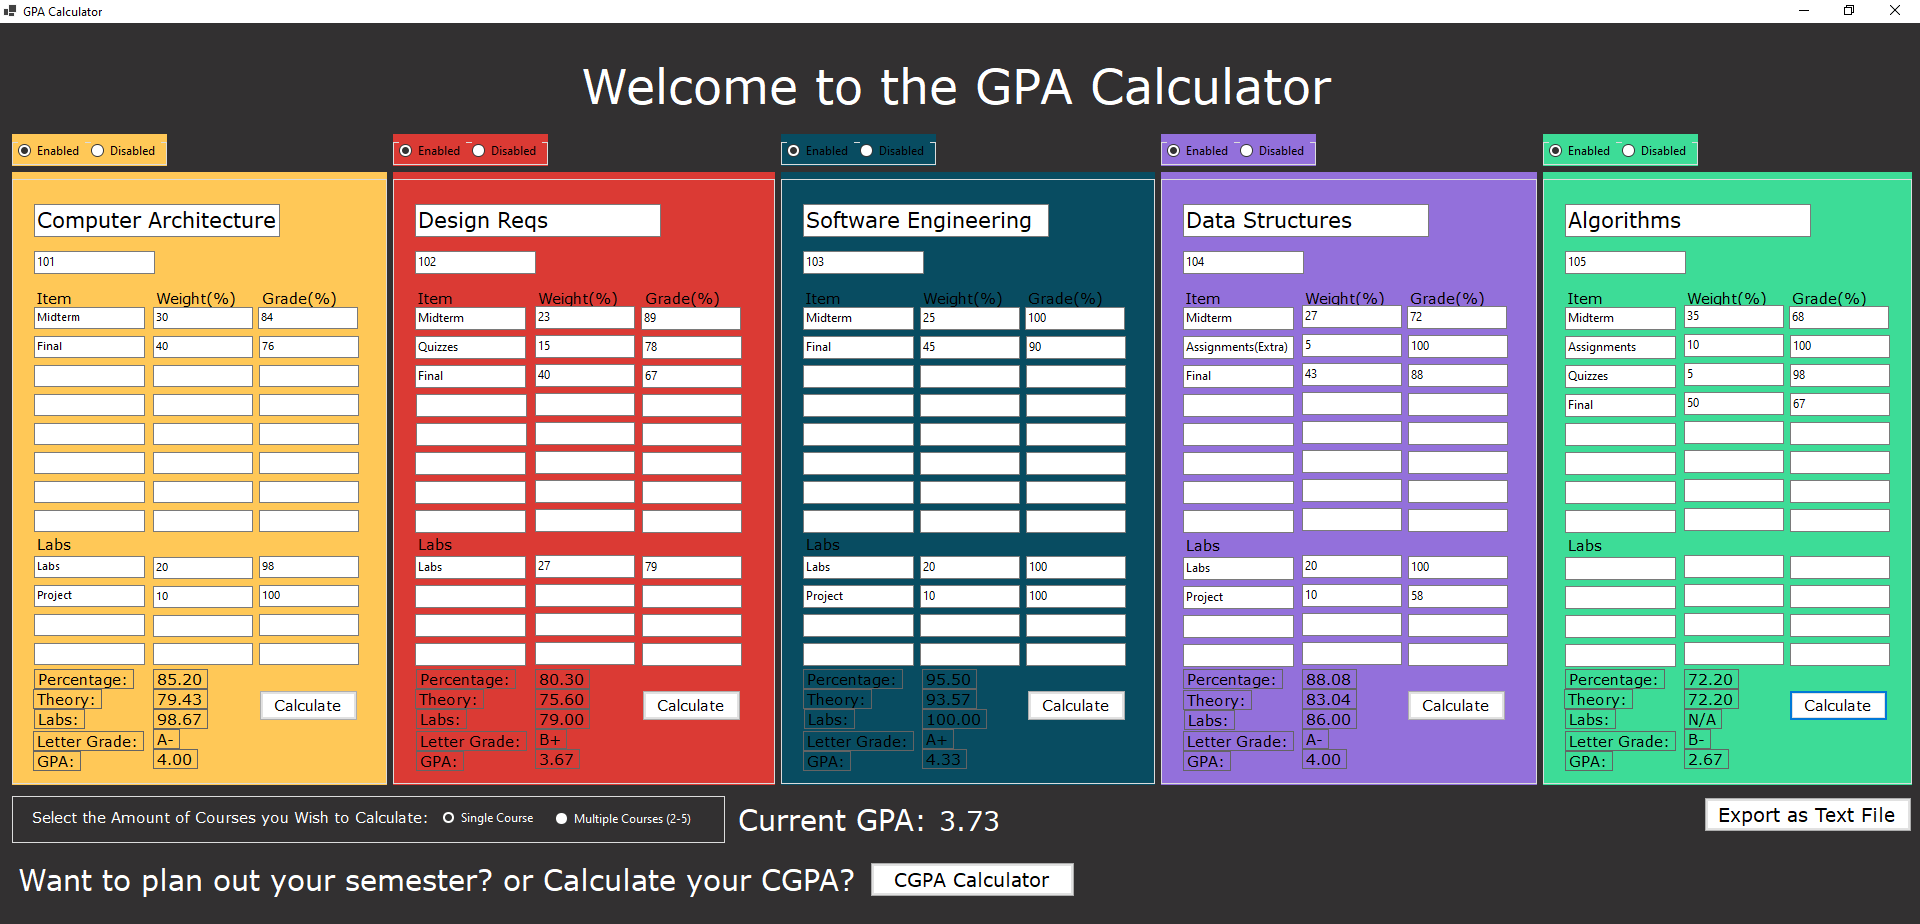 GPA Calculator
Welcome to the GPA Calculator
Enabled Disabled
Computer Architecture
101
Item Weight(%) Grade(%)
Midterm 30 84
Final 40 76
Labs
Labs 20 98
Project 10 100
Percentage: 85.20
Theory: 79.43
Labs: 98.67
Letter Grade: A-
GPA: 4.00
Calculate
Enabled Disabled
Design Reqs
102
Item Weight(%) Grade(%)
Midterm 23 89
Quizzes 15 78
Final 40 67
Labs
Labs 27 79
Percentage: 80.30
Theory: 75.60
Labs: 79.00
Letter Grade: B+
GPA: 3.67
Calculate
Enabled Disabled
Software Engineering
103
Item Weight(%) Grade(%)
Midterm 25 100
Final 45 90
Labs
Labs 20 100
Project 10 100
Percentage: 95.50
Theory: 93.57
Labs: 100.00
Letter Grade: A+
GPA: 4.33
Calculate
Enabled Disabled
Data Structures
104
Item Weight(%) Grade(%)
Midterm 27 72
Assignments(Extra) 5 100
Final 43 88
Labs
Labs 20 100
Project 10 58
Percentage: 88.08
Theory: 83.04
Labs: 86.00
Letter Grade: A-
GPA: 4.00
Calculate
Enabled Disabled
Algorithms
105
Item Weight(%) Grade(%)
Midterm 35 68
Assignments 10 100
Quizzes 5 98
Final 50 67
Labs
Percentage: 72.20
Theory: 72.20
Labs: N/A
Letter Grade: B-
GPA: 2.67
Calculate
Select the Amount of Courses you Wish to Calculate: Single Course Multiple Courses (2-5)
Current GPA: 3.73
Export as Text File
Want to plan out your semester? or Calculate your CGPA? CGPA Calculator